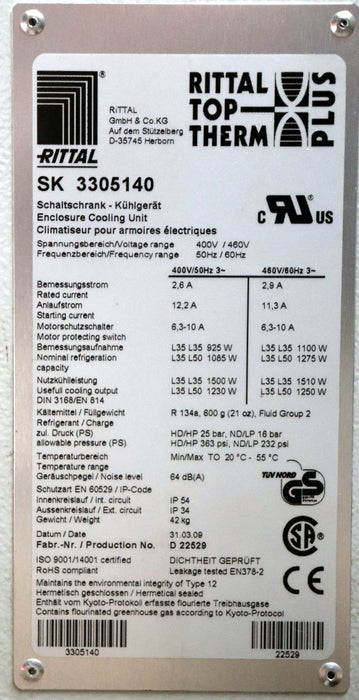 RITTAL
RITTAL
GmbH & Co.KG
Auf dem Stützelberg
D-35745 Herborn
RITTAL
TOP
THERM
PLUS
SK 3305140
Schaltschrank - Kühlgerät
Enclosure Cooling Unit
Climatiseur pour armoires électriques
C RU US
Spannungsbereich/Voltage range 400V / 460V
Frequenzbereich/Frequency range 50Hz / 60Hz
400V/50Hz 3~ 460V/60Hz 3~
Bemessungsstrom 2,6 A 2,9 A
Rated current
Anlaufstrom 12,2 A 11,3 A
Starting current
Motorschutzschalter 6,3-10 A 6,3-10 A
Motor protecting switch
Bemessungsaufnahme L35 L35 925 W L35 L35 1100 W
Nominal refrigeration L35 L50 1085 W L35 L50 1275 W
capacity
Nutzkühlleistung L35 L35 1500 W L35 L35 1510 W
Usefull cooling output L35 L50 1230 W L35 L50 1250 W
DIN 3168/EN 814
Kältemittel / Füllgewicht R 134a, 600 g (21 oz), Fluid Group 2
Refrigerant / Charge
zul. Druck (PS) HD/HP 25 bar, ND/LP 16 bar
allowable pressure (PS) HD/HP 363 psi, ND/LP 232 psi
Temperaturbereich Min/Max TO 20°C - 55 °C
Temperature range
Geräuschpegel / Noise level 64 dB(A)
Schutzart EN 60529 / IP-Code
Innenkreislauf / Int. circuit IP 54
Aussenkreislauf / Ext. circuit IP 34
Gewicht / Weight 42kg
TÜV NORD
GS
Datum / Date 31.03.09
Fabr.-Nr. / Production No. D 22529
SA
ISO 9001/14001 certified DICHTHEIT GEPRÜFT
RoHS compliant Leakage tested EN378-2
CE
Maintains the environmental integrity of Type 12
Hermetisch geschlossen / Hermetical sealed
Enthält vom Kyoto-Protokoll erfasste flourierte Treibhausgase
Contains flourinated greenhouse gas according to Kyoto-Protocol
3305140 22529